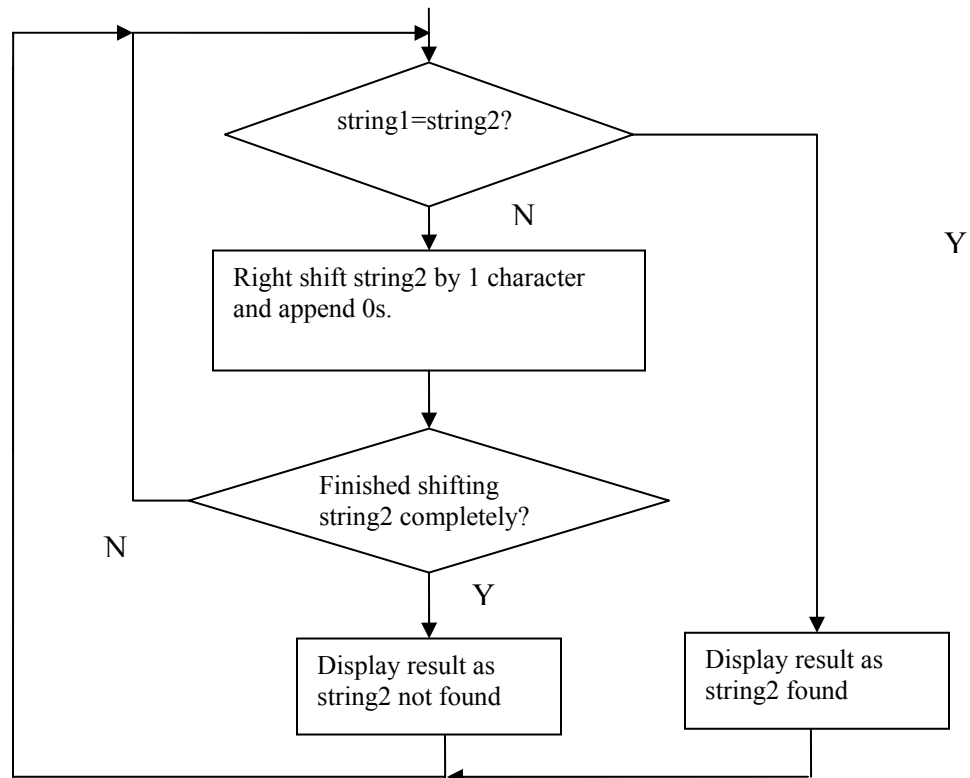 string1=string2?
N
Y
Right shift string2 by 1 character
and append 0s.
Finished shifting
string2 completely?
N
Y
Display result as
string2 not found
Display result as
string2 found